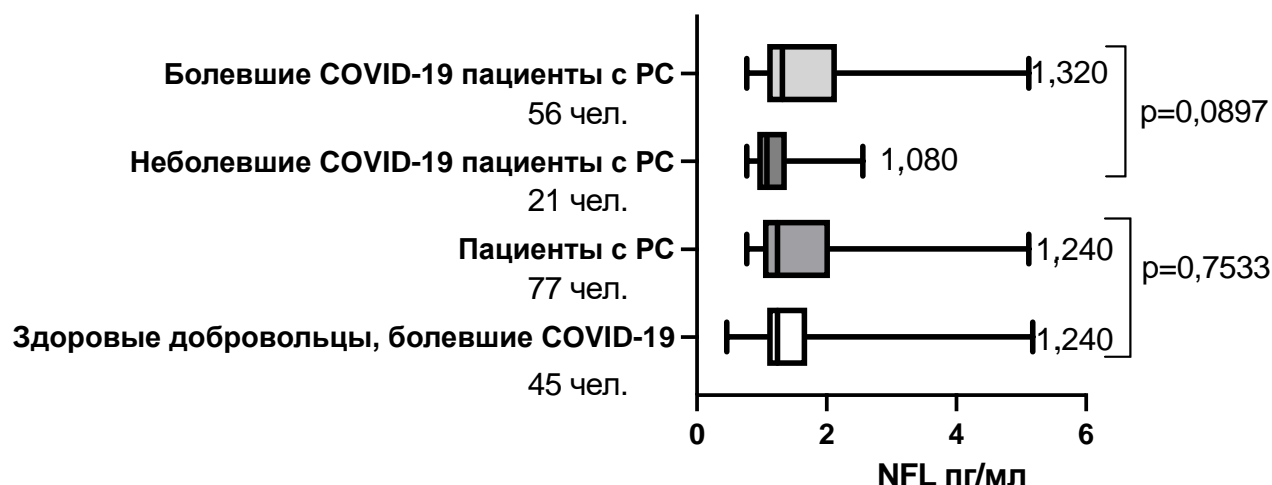 Болевшие COVID-19 пациенты с РС
56 чел.
1,320
Неболевшие COVID-19 пациенты с РС
21 чел.
1,080
p=0,0897
Пациенты с РС
77 чел.
1,240
Здоровые добровольцы, болевшие COVID-19
45 чел.
1,240
p=0,7533
0 2 4 6
NFL пг/мл